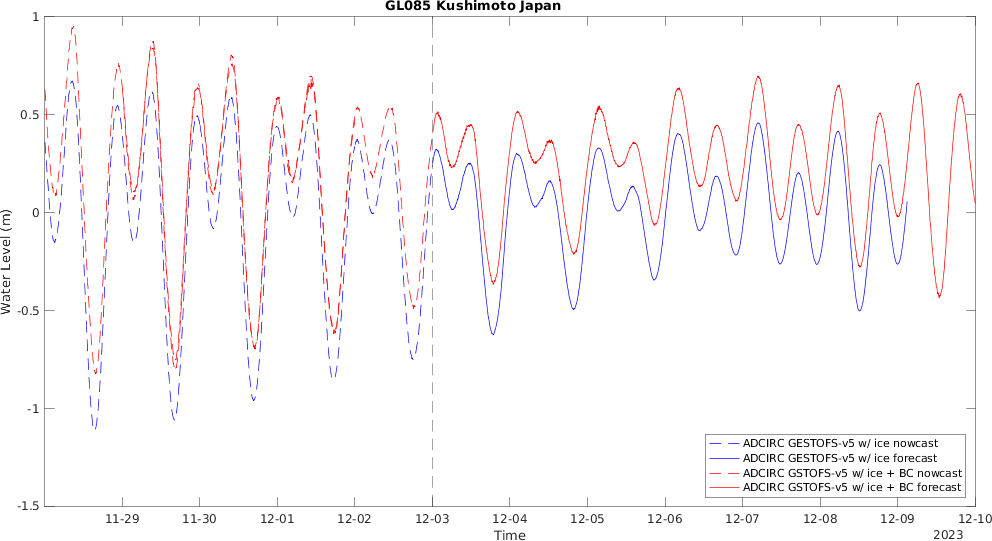 GL085 Kushimoto Japan
1
0.5
0
-0.5
-1
-1.5
Water Level (m)
11-29 11-30 12-01 12-02 12-03 12-04 12-05 12-06 12-07 12-08 12-09 12-10
Time
2023
ADCIRC GESTOFS-v5 w/ ice nowcast
ADCIRC GESTOFS-v5 w/ ice forecast
ADCIRC GSTOFS-v5 w/ ice + BC nowcast
ADCIRC GSTOFS-v5 w/ ice + BC forecast